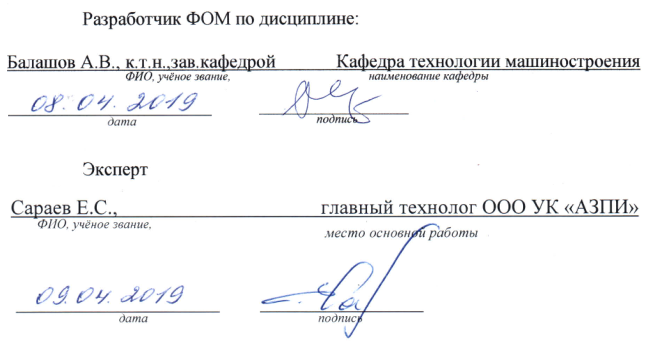 Разработчик ФОМ по дисциплине:
Балашов А.В., к.т.н.,зав.кафедрой Кафедра технологии машиностроения
ФИО, учёное звание, наименование кафедры
08.04.2019
дата подпись
Эксперт
Сараев Е.С., главный технолог ООО УК «АЗПИ»
ФИО, учёное звание, место основной работы
09.04.2019
дата подпись